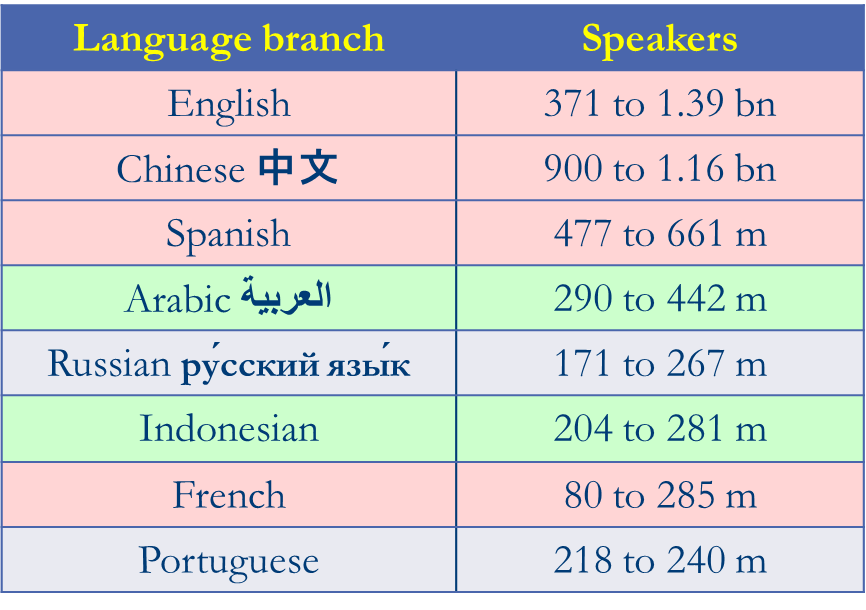 Language branch Speakers
English 371 to 1.39 bn
Chinese 中文 900 to 1.16 bn
Spanish 477 to 661 m
Arabic العربية 290 to 442 m
Russian ру́сский язы́к 171 to 267 m
Indonesian 204 to 281 m
French 80 to 285 m
Portuguese 218 to 240 m